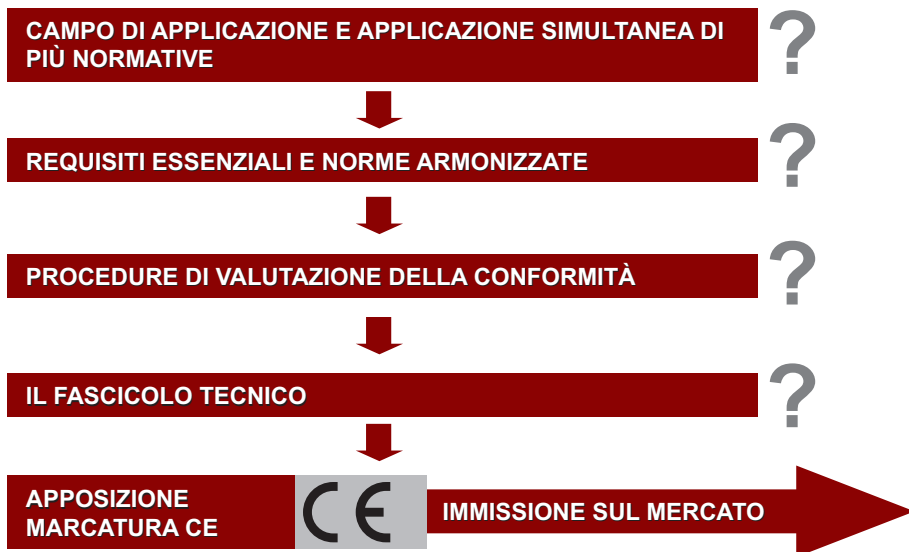 CAMPO DI APPLICAZIONE E APPLICAZIONE SIMULTANEA DI
PIÙ NORMATIVE
?
REQUISITI ESSENZIALI E NORME ARMONIZZATE
?
PROCEDURE DI VALUTAZIONE DELLA CONFORMITÀ
?
IL FASCICOLO TECNICO
?
APPOSIZIONE
MARCATURA CE
CE
IMMISSIONE SUL MERCATO